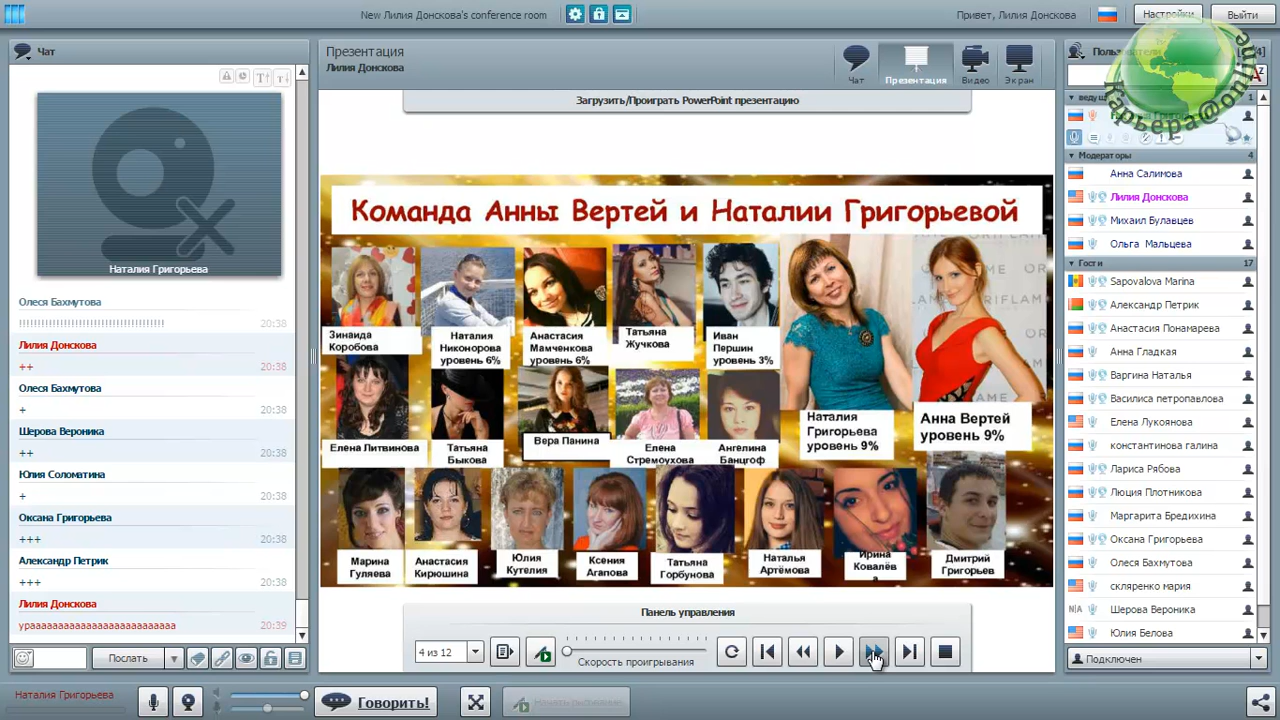 New Лилия Донскова's conference room
Привет, Лилия Донскова
Настройки
Выйти
Чат
Наталия Григорьева
Олеся Бахмутова
!!!!!!!!!!!!!!!!!!!!!!!!!!!!!!!!!!!!!!
20:38
Лилия Донскова
++
20:38
Олеся Бахмутова
+
20:38
Шерова Вероника
++
20:38
Юлия Соломатина
+
20:38
Оксана Григорьева
+++
20:38
Александр Петрик
+++
20:38
Лилия Донскова
20:39
Послать
Наталия Григорьева
Говорить!
Презентация
Лилия Донскова
Чат
Презентация
Видео
Экран
Загрузить/Проиграть PowerPoint презентацию
Команда Анны Вертей и Наталии Григорьевой
Зинаида
Коробова
Наталия
Никонорова
уровень 6%
Анастасия
Мамченкова
уровень 6%
Татьяна
Жучкова
Иван
Першин
уровень 3%
Наталия
Григорьева
уровень 9%
Анна Вертей
уровень 9%
Елена Литвинова
Татьяна
Быкова
Вера Панина
Елена
Стремоухова
Ангелина
Банцгоф
Марина
Гуляева
Анастасия
Кирюшина
Юлия
Кутелия
Ксения
Агапова
Татьяна
Горбунова
Наталья
Артёмова
Ирина
Ковалёв
а
Дмитрий
Григорьев
ORIFLAM
Панель управления
4 из 12
Скорость проигрывания
карьера@online
Модераторы
4
Анна Салимова
Лилия Донскова
Михаил Булавцев
Ольга Мальцева
Гости
17
Sapovalova Marina
Александр Петрик
Анастасия Понамарева
Анна Гладкая
Варгина Наталья
Василиса петропавлова
Елена Лукоянова
константинова галина
Лариса Рябова
Люция Плотникова
Маргарита Бредихина
Оксана Григорьева
Олеся Бахмутова
скляренко мария
N/A
Шерова Вероника
Юлия Белова
Подключен